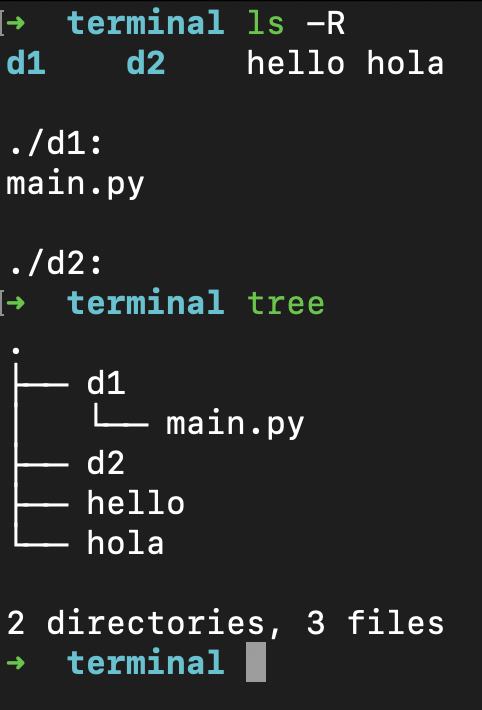 ➜  terminal ls -R
d1    d2    hello hola

./d1:
main.py

./d2:
➜  terminal tree
.
├── d1
│   └── main.py
├── d2
├── hello
└── hola

2 directories, 3 files
➜  terminal